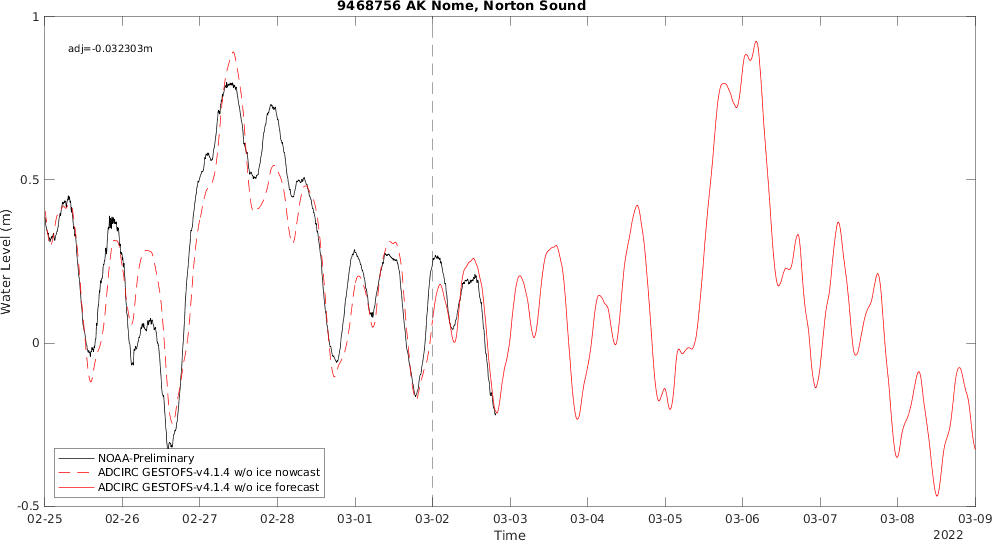 9468756 AK Nome, Norton Sound
adj=-0.032303m
1
0.5
0
-0.5
Water Level (m)
NOAA-Preliminary
ADCIRC GESTOFS-v4.1.4 w/o ice nowcast
ADCIRC GESTOFS-v4.1.4 w/o ice forecast
02-25 02-26 02-27 02-28 03-01 03-02 03-03 03-04 03-05 03-06 03-07 03-08 03-09
Time
2022